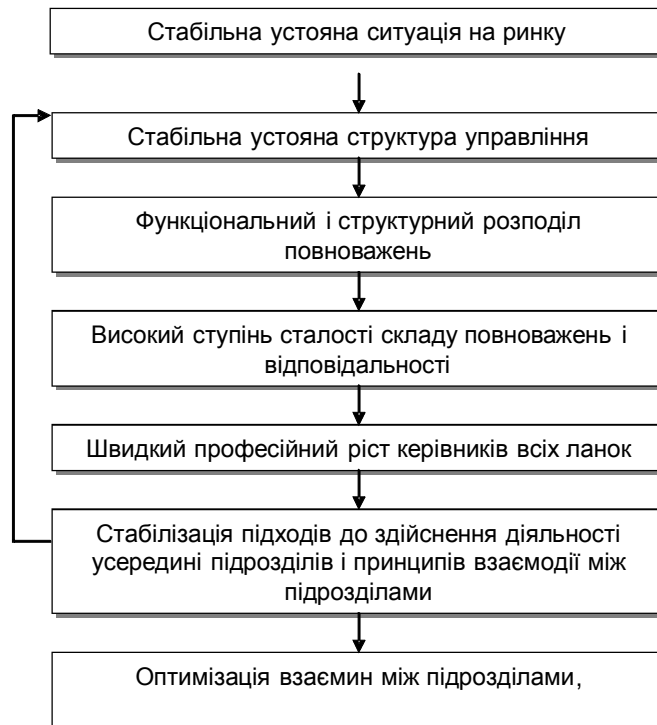 Стабільна устояна ситуація на ринку
Стабільна устояна структура управління
Функціональний і структурний розподіл
повноважень
Високий ступінь сталості складу повноважень і
відповідальності
Швидкий професійний ріст керівників всіх ланок
Стабілізація підходів до здійснення діяльності
усередині підрозділів і принципів взаємодії між
підрозділами
Оптимізація взаємин між підрозділами,